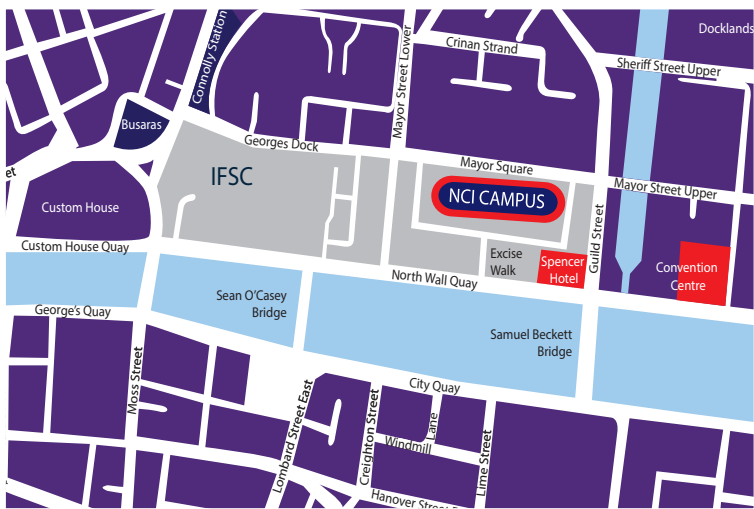 Docklands
Connolly Station
Crinan Strand
Sheriff Street Upper
Mayor Street Lower
Busaras
Georges Dock
Mayor Square
IFSC
et
Mayor Street Upper
NCI CAMPUS
Custom House
Guild Street
Custom House Quay
Excise
Walk
Spencer
Hotel
Convention
Centre
North Wall Quay
Sean O'Casey
Bridge
George's Quay
Samuel Beckett
Bridge
Moss Street
City Quay
Lombard Street East
Creighton Street
Windmill
Lane
Lime Street
Hanover Street